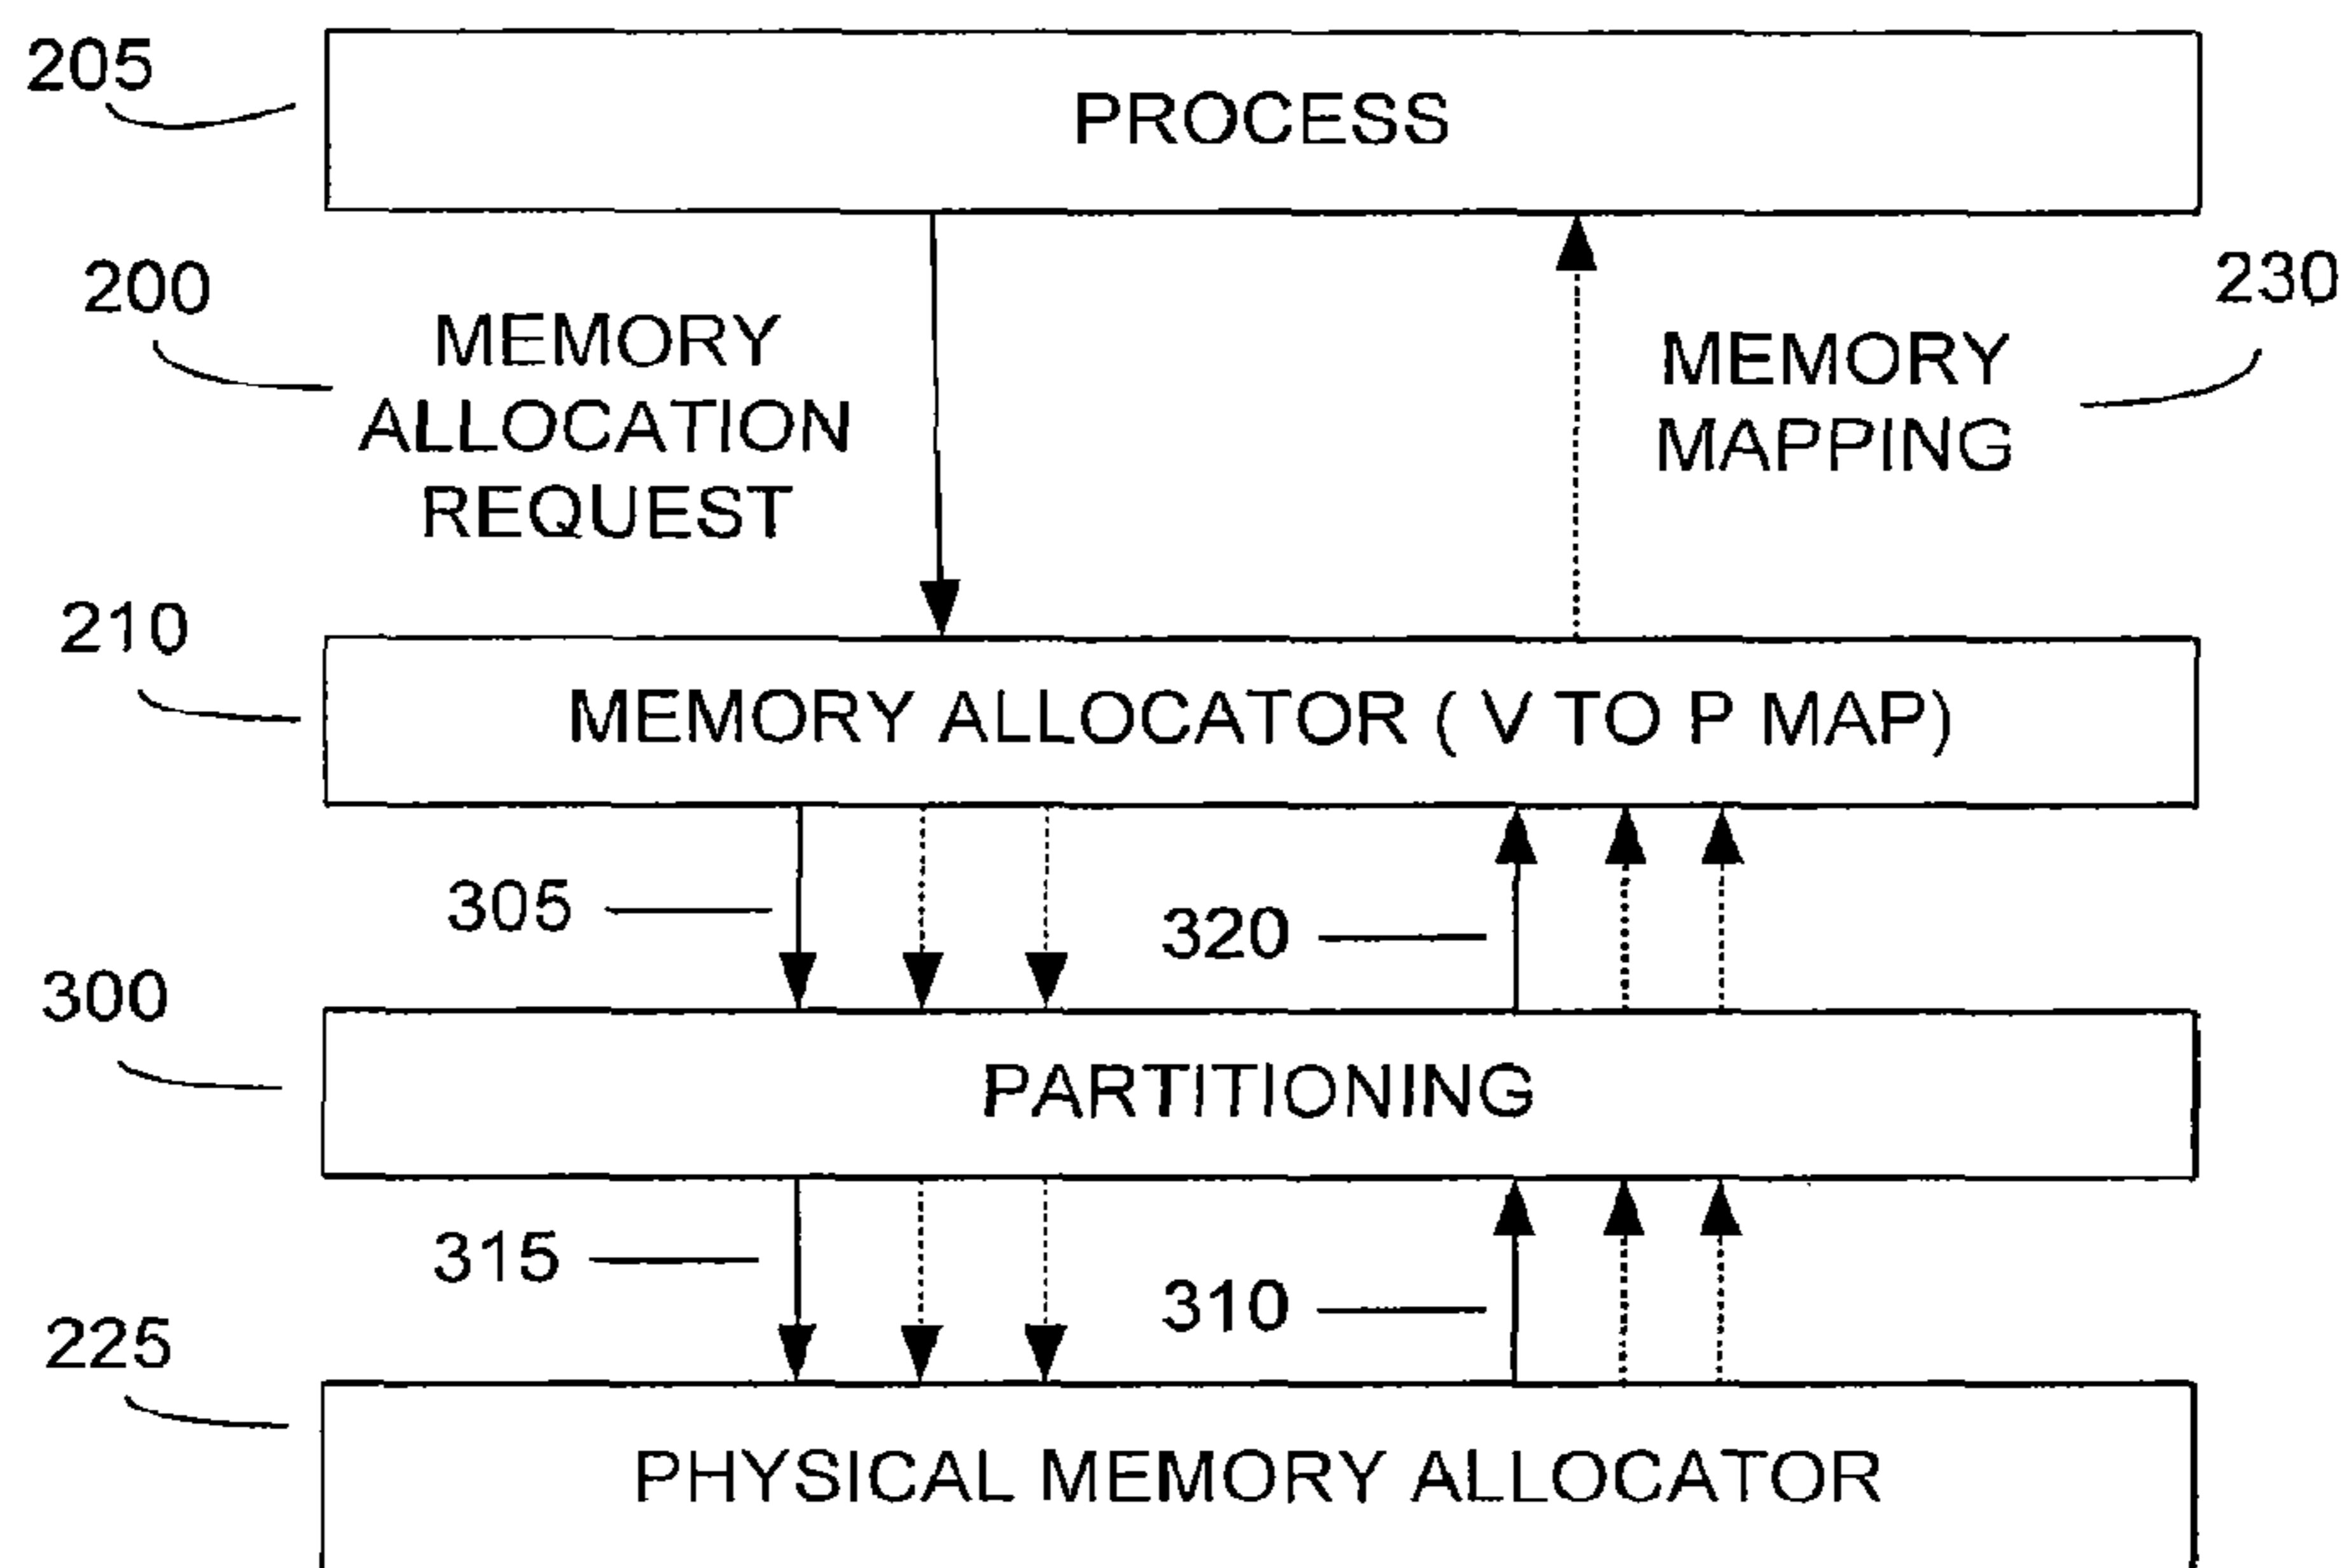 205
PROCESS
200
MEMORY
ALLOCATION
REQUEST
230
MEMORY
MAPPING
210
MEMORY ALLOCATOR ( V TO P MAP)
305
320
300
PARTITIONING
315
310
225
PHYSICAL MEMORY ALLOCATOR